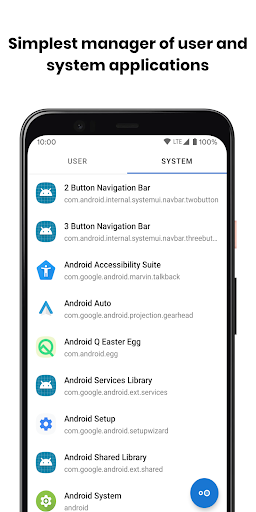 Simplest manager of user and
system applications
10:00
LTE 100%
USER SYSTEM
2 Button Navigation Bar
com.android.internal.systemui.navbar.twobutton
3 Button Navigation Bar
com.android.internal.systemui.navbar.threebut...
Android Accessibility Suite
com.google.android.marvin.talkback
Android Auto
com.google.android.projection.gearhead
Android Q Easter Egg
com.android.egg
Android Services Library
com.google.android.ext.services
Android Setup
com.google.android.setupwizard
Android Shared Library
com.google.android.ext.shared
Android System
android